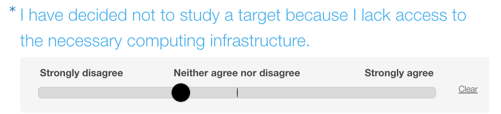 * I have decided not to study a target because I lack access to
the necessary computing infrastructure.
Strongly disagree Neither agree nor disagree Strongly agree
Clear